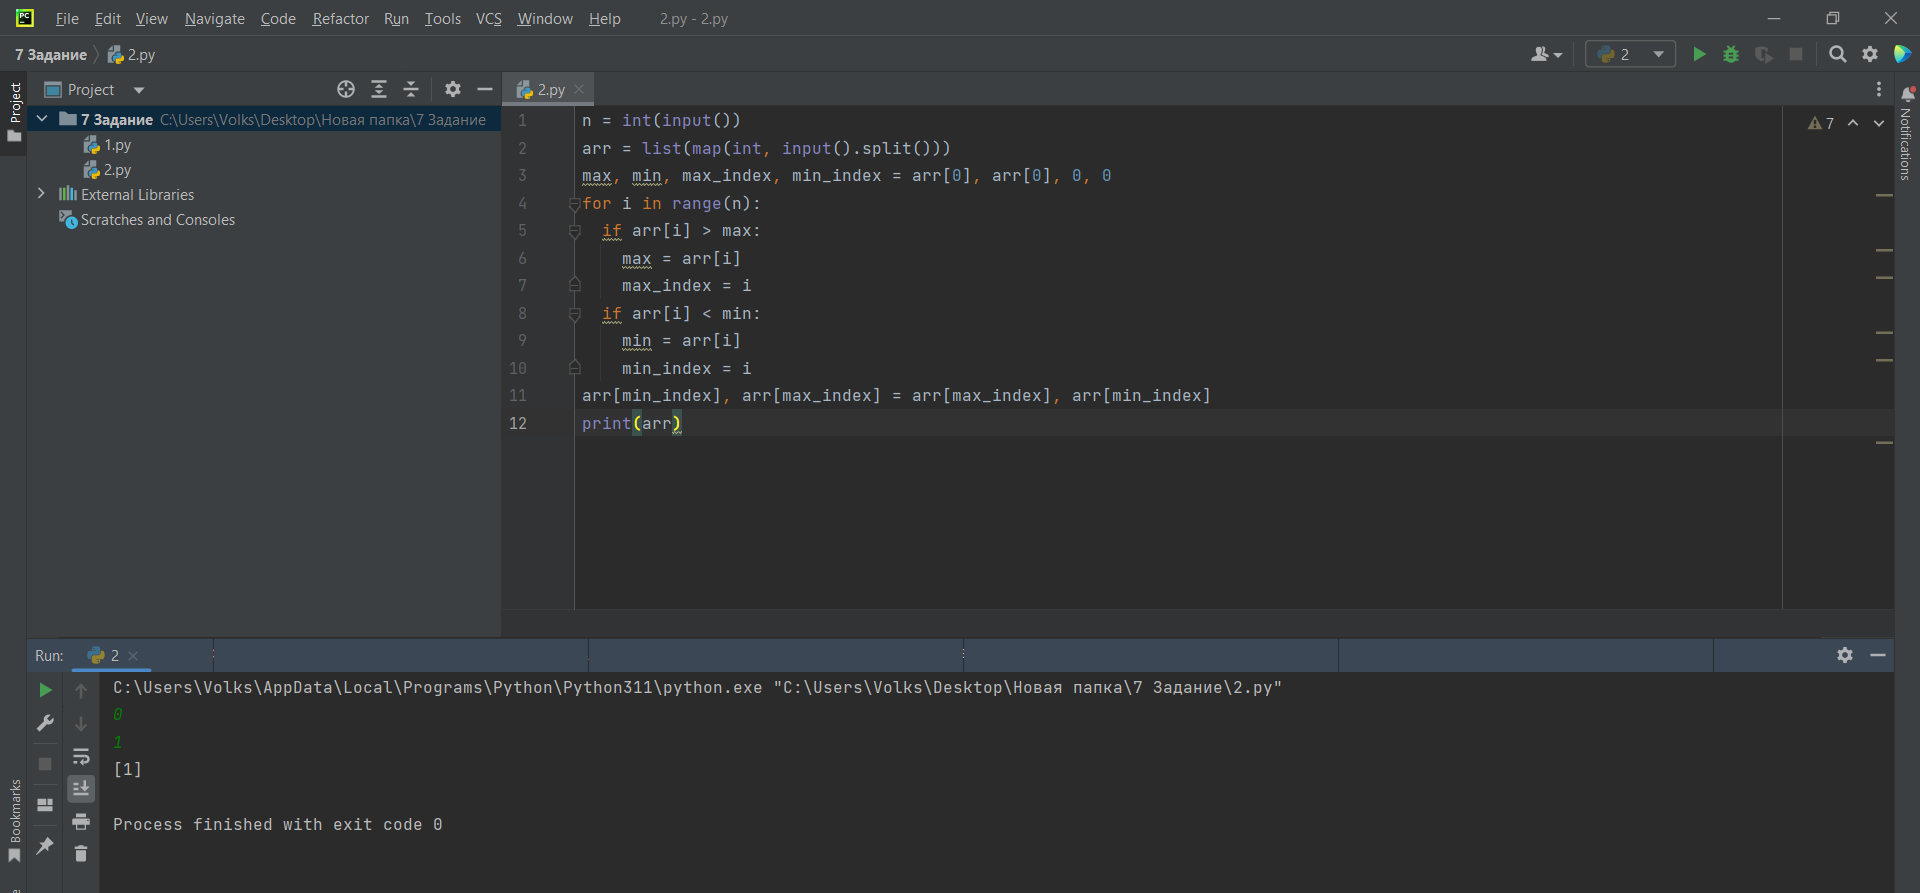 PC
File Edit View Navigate Code Refactor Run Tools VCS Window Help 2.py - 2.py
7 Задание 2.py
2
Project
Project
2.py
Notifications
7 Задание C:\Users\Volks\Desktop\Новая папка\7 Задание
1.py
2.py
External Libraries
Scratches and Consoles
7
1 n = int(input())
2 arr = list(map(int, input().split()))
3 max, min, max_index, min_index = arr[0], arr[0], 0, 0
4 for i in range(n):
5 if arr[i] > max:
6 max = arr[i]
7 max_index = i
8 if arr[i] < min:
9 min = arr[i]
10 min_index = i
11 arr[min_index], arr[max_index] = arr[max_index], arr[min_index]
12 print(arr)
Run: 2
C:\Users\Volks\AppData\Local\Programs\Python\Python311\python.exe "C:\Users\Volks\Desktop\Новая папка\7 Задание\2.py"
0
1
[1]
Process finished with exit code 0
Bookmarks